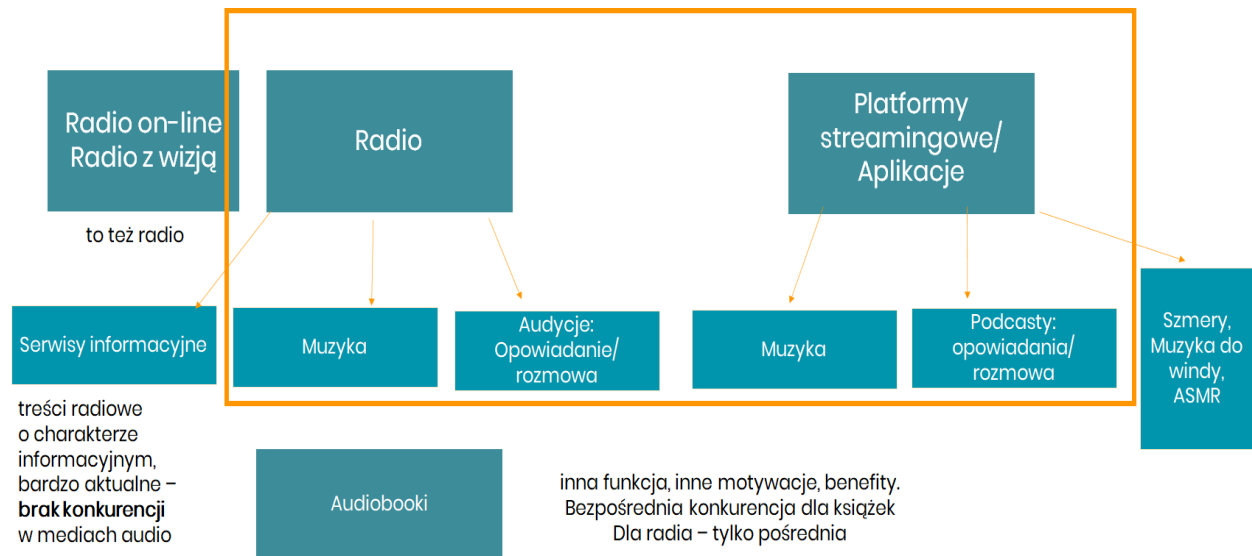 Radio on-line
Radio z wizją
Radio
Platformy
streamingowe/
Aplikacje
to też radio
Serwisy informacyjne
Muzyka
Audycje:
Opowiadanie/
rozmowa
Muzyka
Podcasty:
opowiadania/
rozmowa
Szmery,
Muzyka do
windy,
ASMR
treści radiowe
o charakterze
informacyjnym,
bardzo aktualne –
brak konkurencji
w mediach audio
Audiobooki
inna funkcja, inne motywacje, benefity.
Bezpośrednia konkurencja dla książek
Dla radia – tylko pośrednia